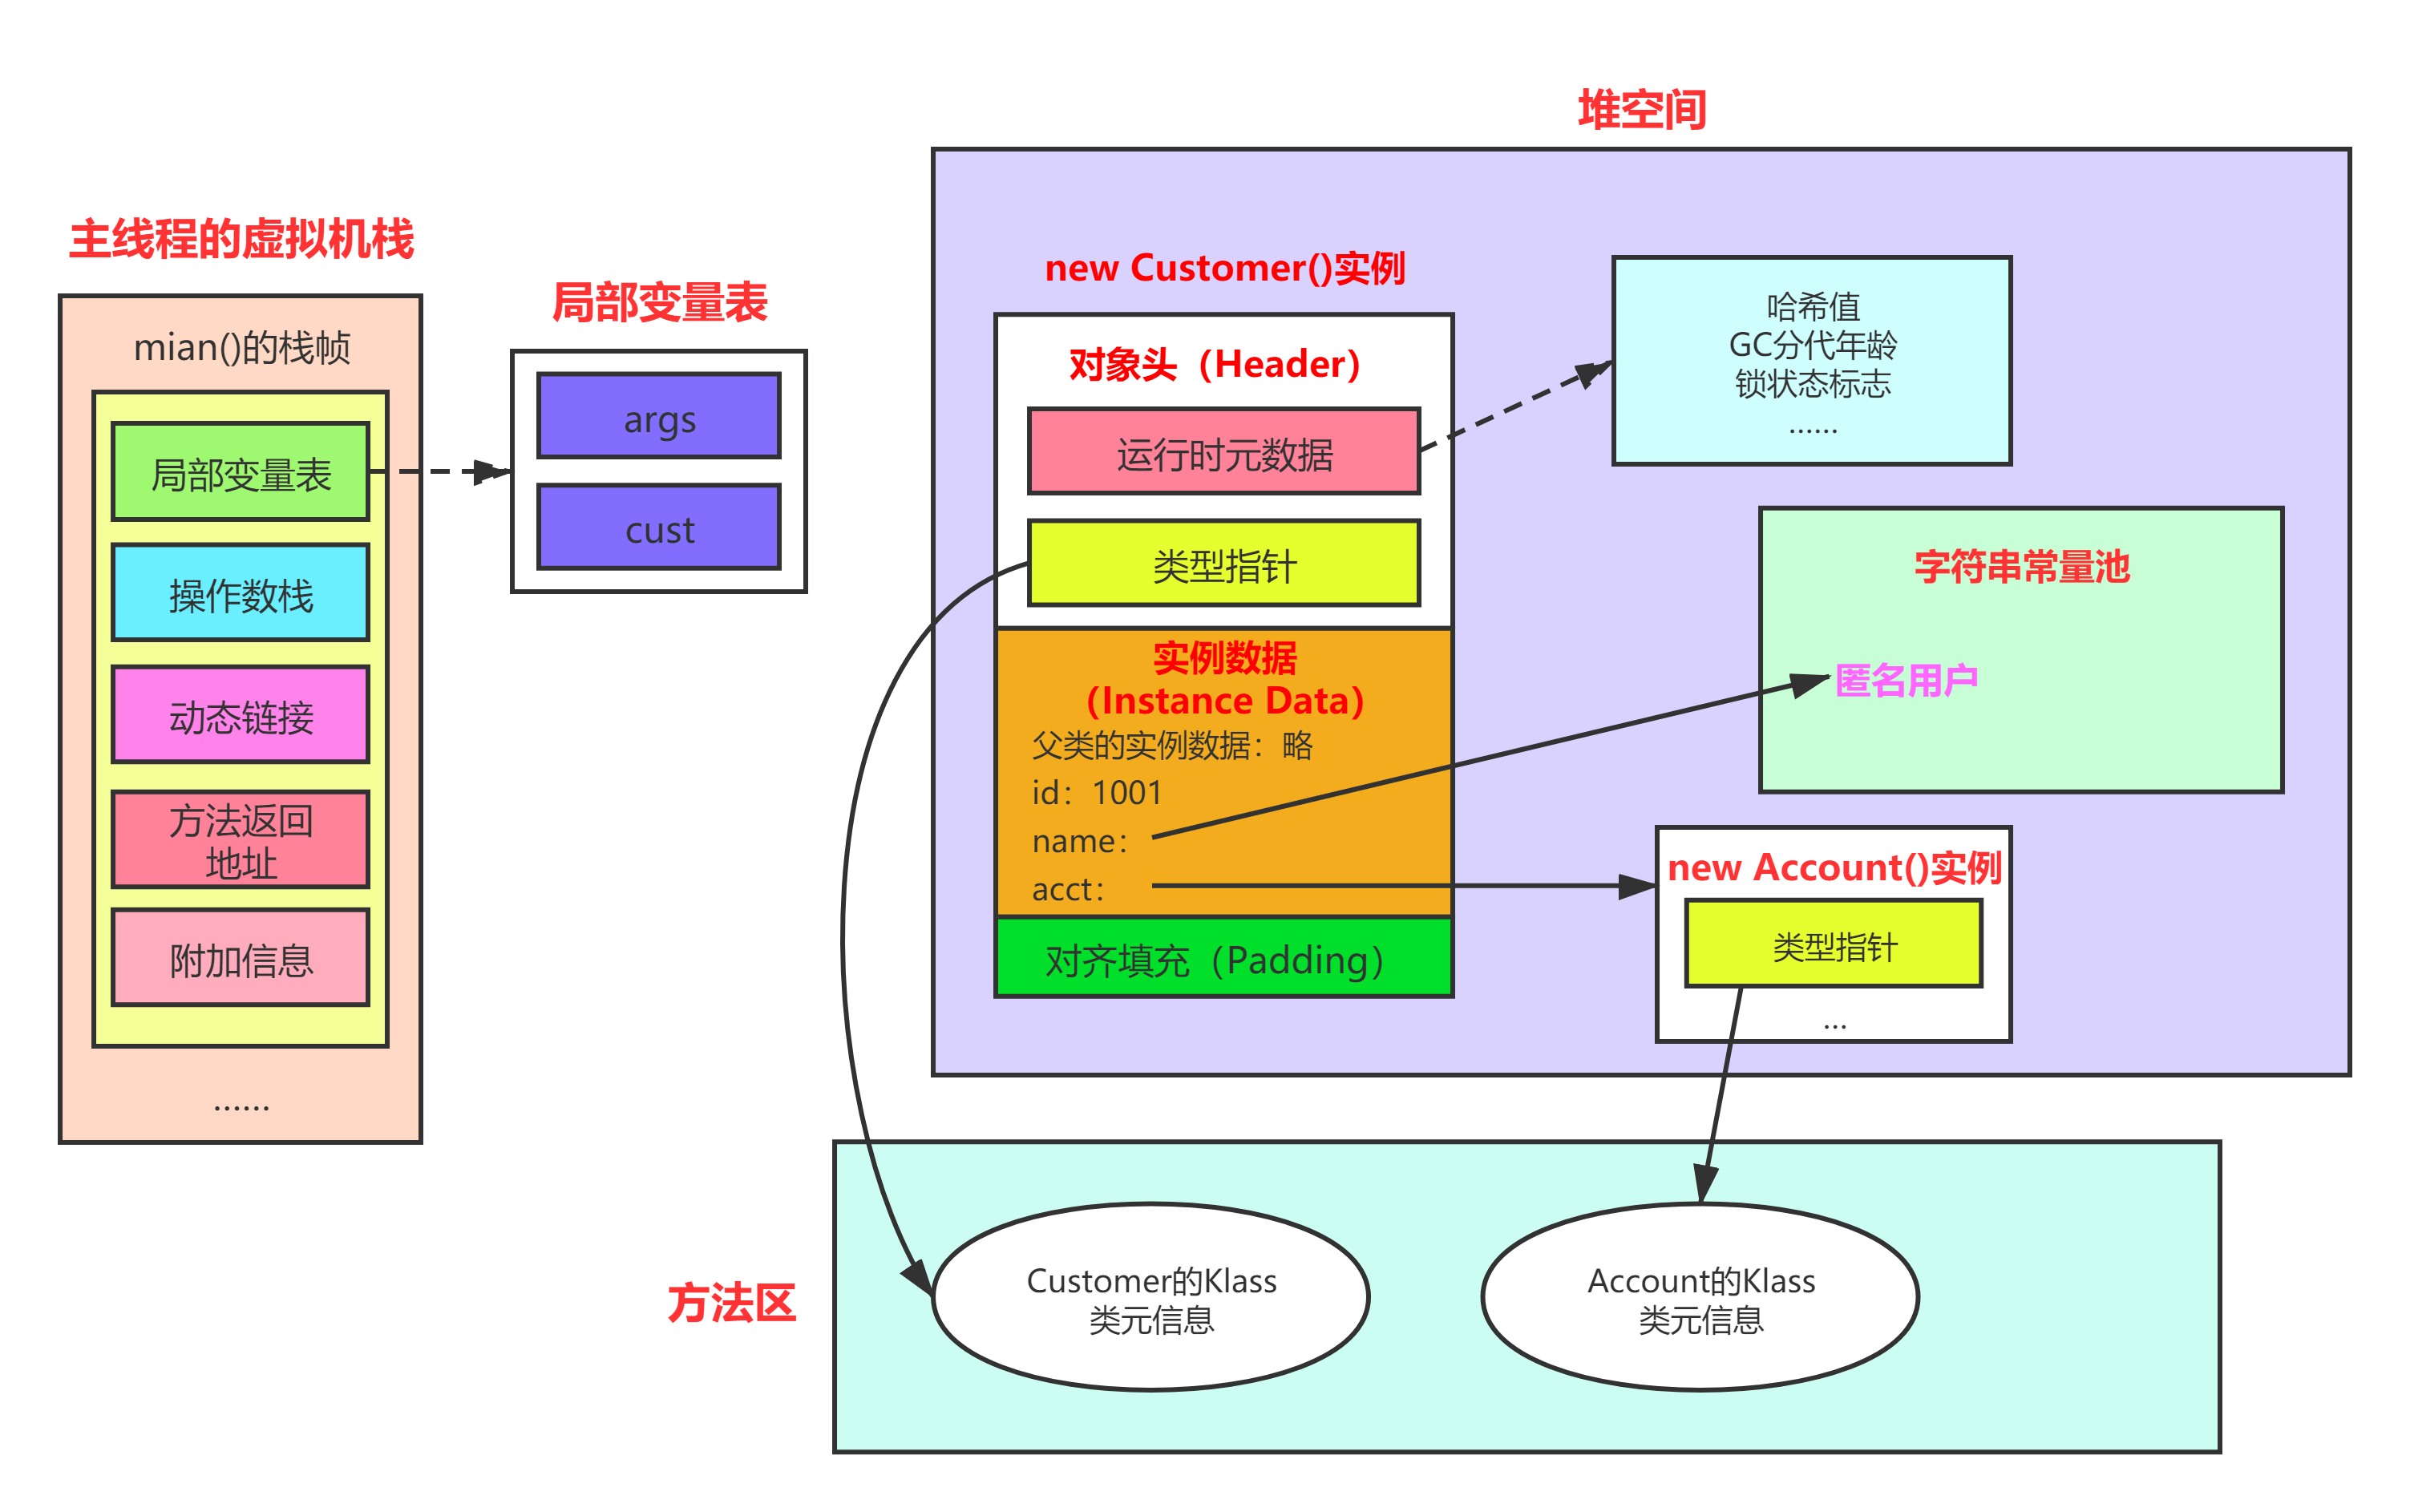 堆空间
主线程的虚拟机栈
mian()的栈帧
局部变量表
操作数栈
动态链接
方法返回
地址
附加信息
......
局部变量表
args
cust
new Customer()实例
对象头（Header）
运行时元数据
类型指针
实例数据
（Instance Data）
父类的实例数据：略
id：1001
name：
acct：
对齐填充（Padding）
哈希值
GC分代年龄
锁状态标志
......
字符串常量池
匿名用户
new Account()实例
类型指针
...
方法区
Customer的Klass
类元信息
Account的Klass
类元信息